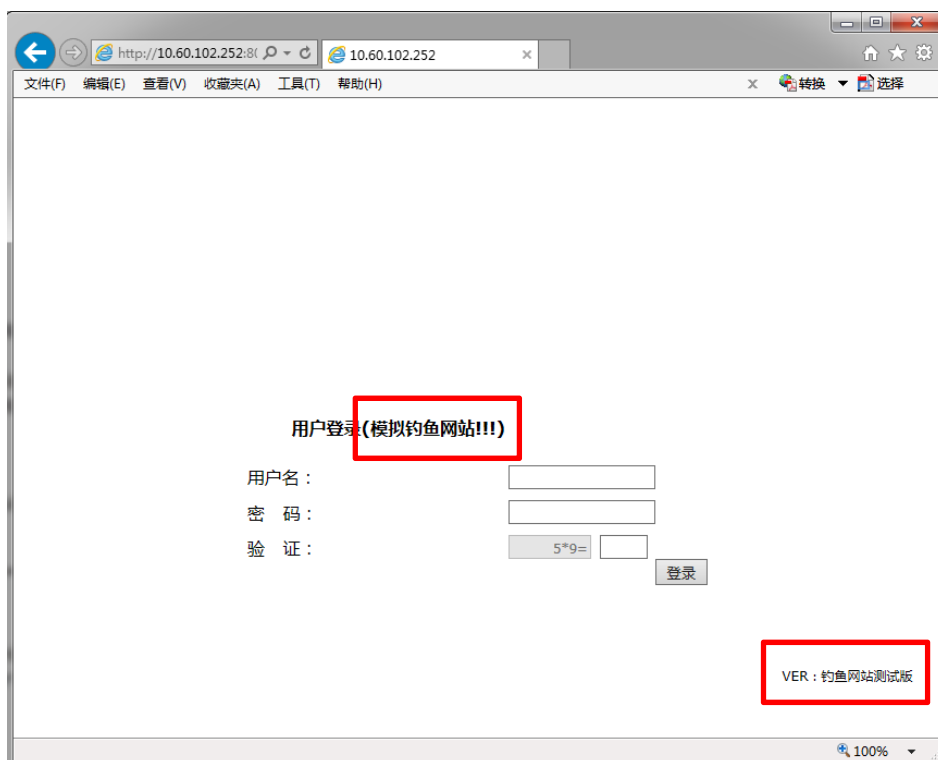 http://10.60.102.252:8(
10.60.102.252
文件(F) 编辑(E) 查看(V) 收藏夹(A) 工具(T) 帮助(H)
x 转换 选择
用户登录(模拟钓鱼网站!!!)
用户名：
密 码：
验 证： 5*9=
登录
VER：钓鱼网站测试版
100%